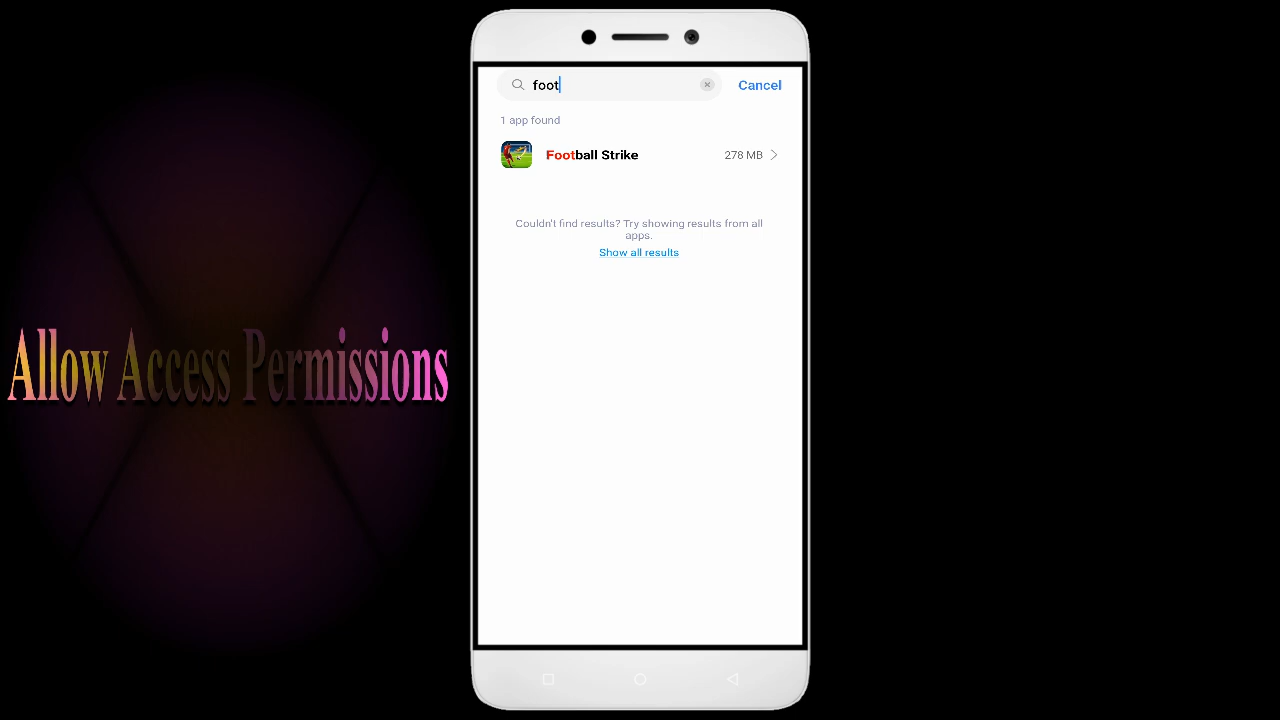 foot
Cancel
1 app found
Football Strike
278 MB
Couldn't find results? Try showing results from all
apps.
Show all results
Allow Access Permissions